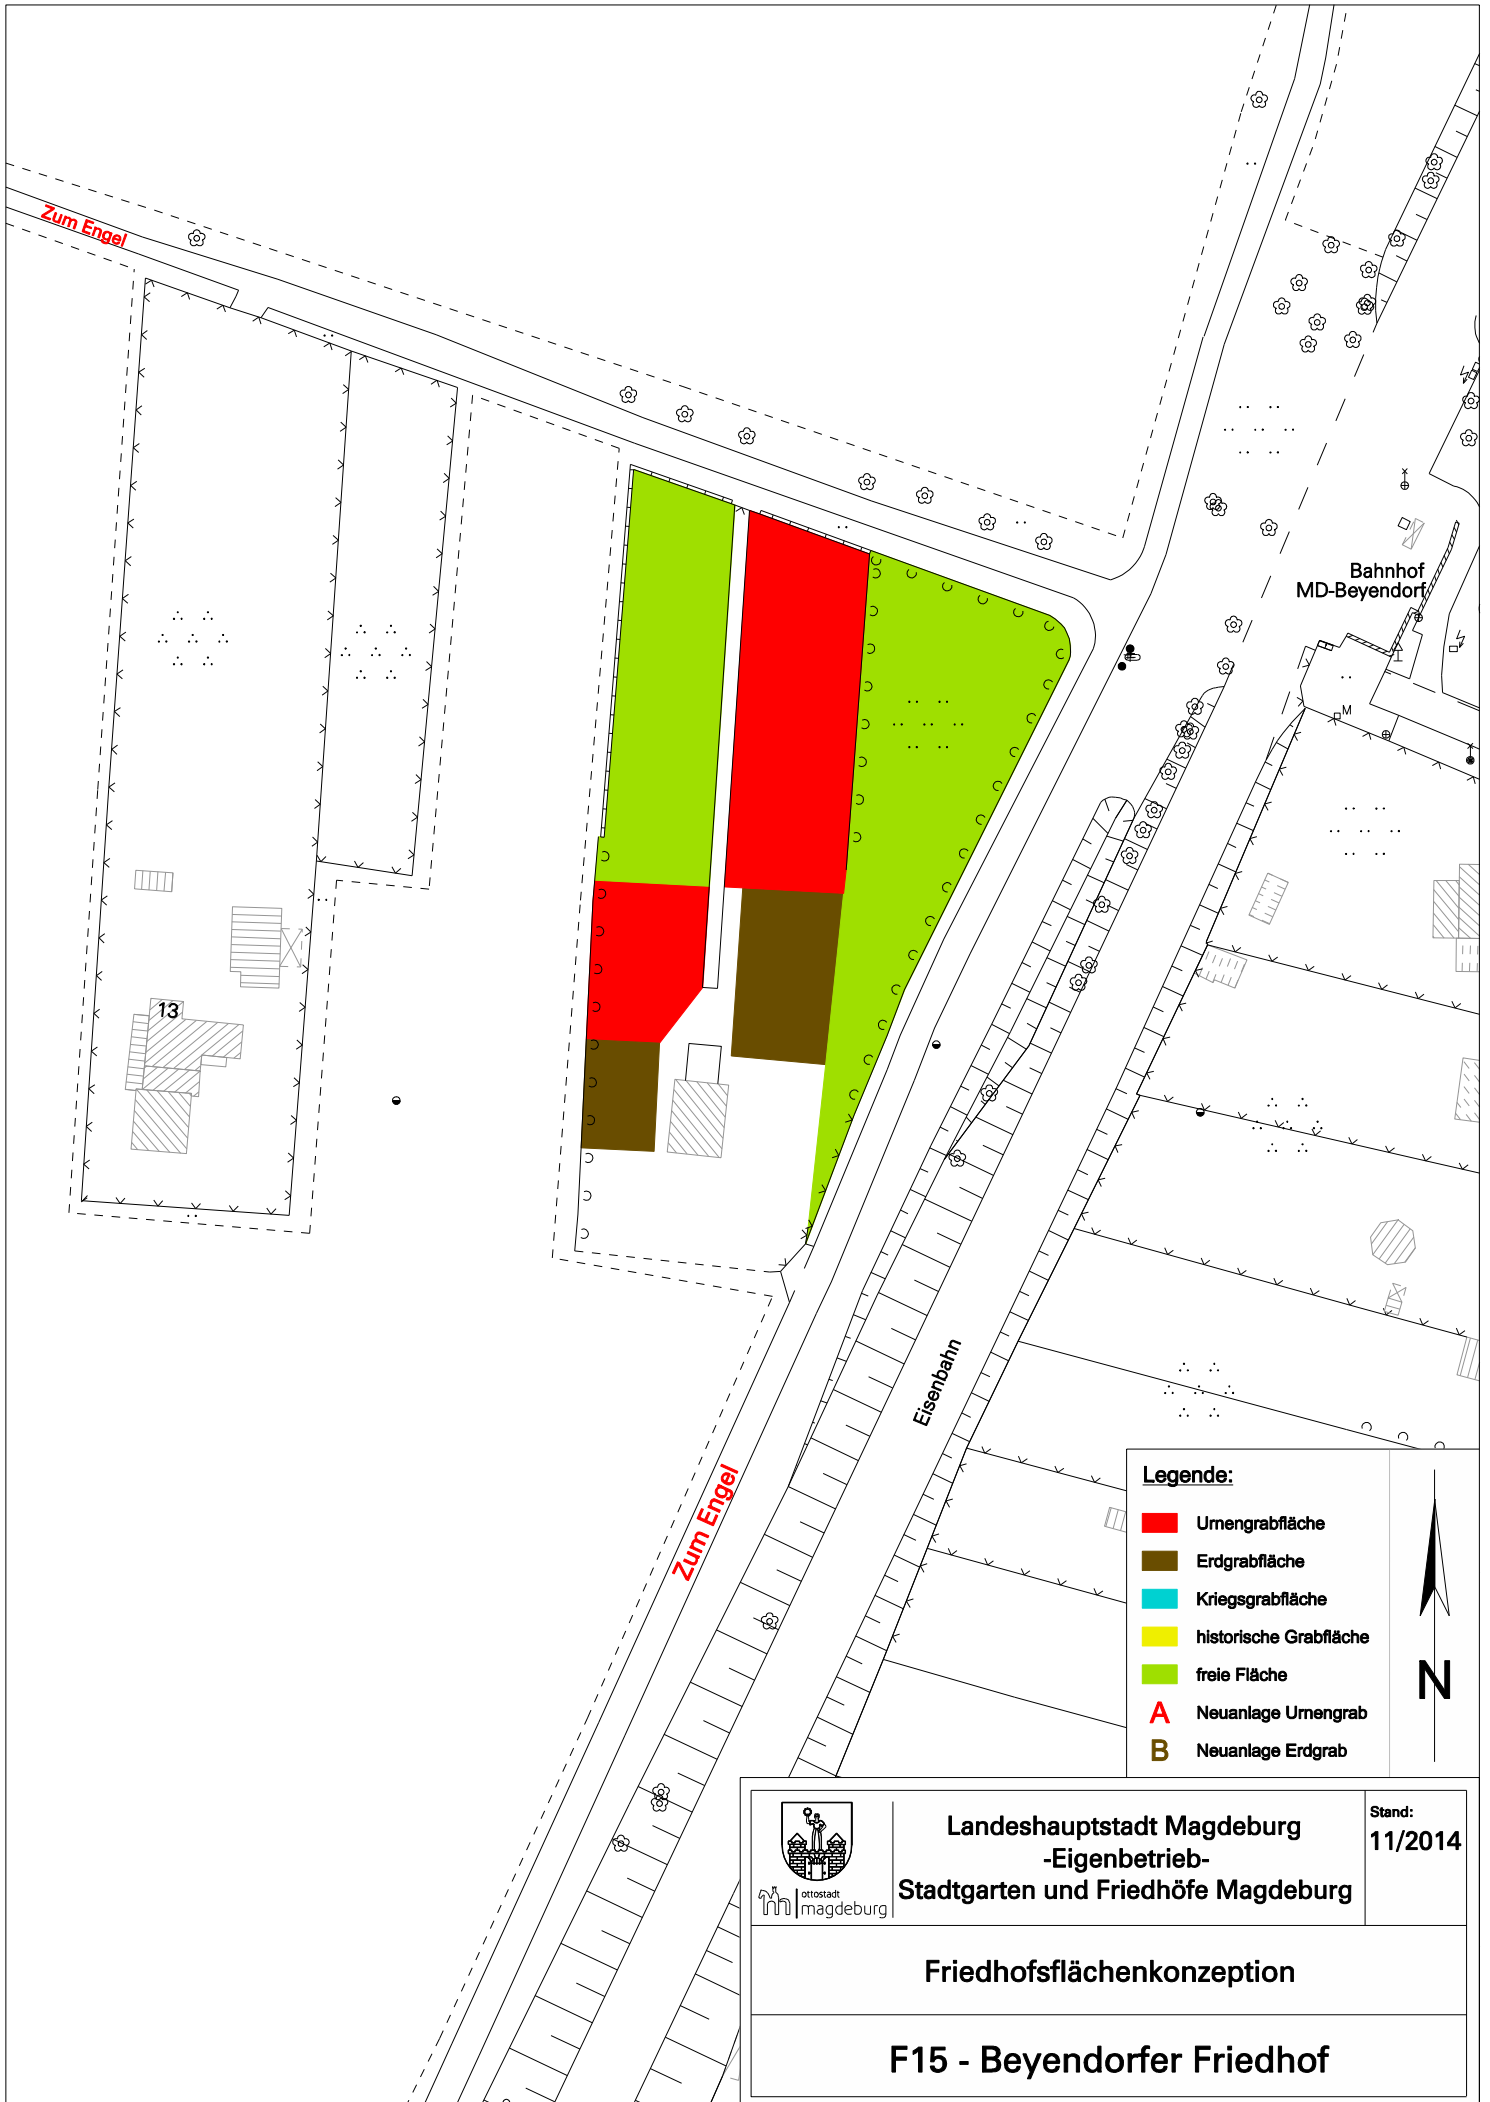 Zum Engel
Bahnhof
MD-Beyendorf
M
13
Eisenbahn
Zum Engel
Legende:
Urnengrabfläche
Erdgrabfläche
Kriegsgrabfläche
historische Grabfläche
freie Fläche
A Neuanlage Urnengrab
B Neuanlage Erdgrab
N
Landeshauptstadt Magdeburg
-Eigenbetrieb-
Stadtgarten und Friedhöfe Magdeburg
Stand:
11/2014
ottostadt
magdeburg
Friedhofsflächenkonzeption
F15 - Beyendorfer Friedhof